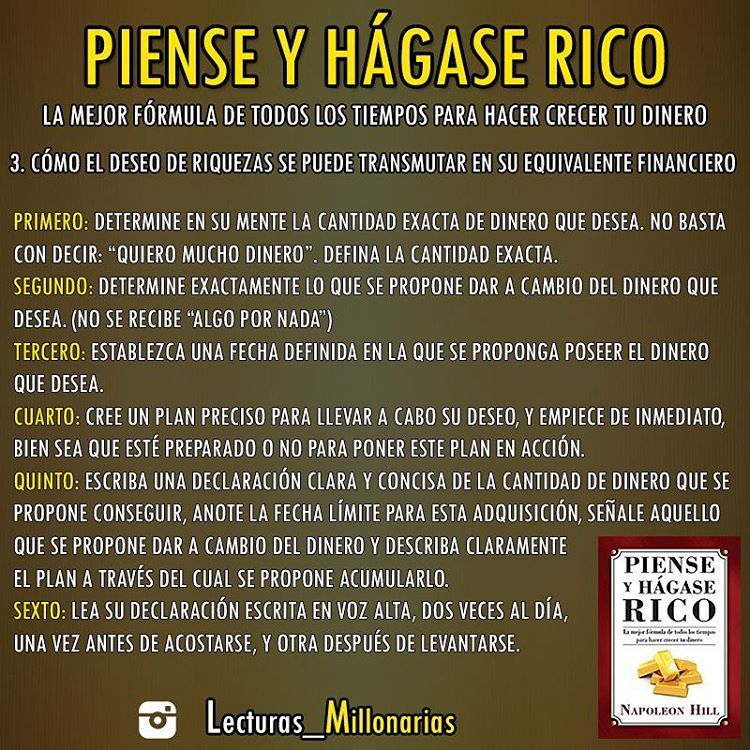 PIENSE Y HÁGASE RICO
LA MEJOR FÓRMULA DE TODOS LOS TIEMPOS PARA HACER CRECER TU DINERO
3. CÓMO EL DESEO DE RIQUEZAS SE PUEDE TRANSMUTAR EN SU EQUIVALENTE FINANCIERO
PRIMERO: DETERMINE EN SU MENTE LA CANTIDAD EXACTA DE DINERO QUE DESEA. NO BASTA
CON DECIR: “QUIERO MUCHO DINERO”. DEFINA LA CANTIDAD EXACTA.
SEGUNDO: DETERMINE EXACTAMENTE LO QUE SE PROPONE DAR A CAMBIO DEL DINERO QUE
DESEA. (NO SE RECIBE “ALGO POR NADA”)
TERCERO: ESTABLEZCA UNA FECHA DEFINIDA EN LA QUE SE PROPONGA POSEER EL DINERO
QUE DESEA.
CUARTO: CREE UN PLAN PRECISO PARA LLEVAR A CABO SU DESEO, Y EMPIECE DE INMEDIATO,
BIEN SEA QUE ESTÉ PREPARADO O NO PARA PONER ESTE PLAN EN ACCIÓN.
QUINTO: ESCRIBA UNA DECLARACIÓN CLARA Y CONCISA DE LA CANTIDAD DE DINERO QUE SE
PROPONE CONSEGUIR, ANOTE LA FECHA LÍMITE PARA ESTA ADQUISICIÓN, SEÑALE AQUELLO
QUE SE PROPONE DAR A CAMBIO DEL DINERO Y DESCRIBA CLARAMENTE
EL PLAN A TRAVÉS DEL CUAL SE PROPONE ACUMULARLO.
SEXTO: LEA SU DECLARACIÓN ESCRITA EN VOZ ALTA, DOS VECES AL DÍA,
UNA VEZ ANTES DE ACOSTARSE, Y OTRA DESPUÉS DE LEVANTARSE.
PIENSE
Y HÁGASE
RICO
La mejor fórmula de todos los tiempos
para hacer crecer tu dinero
NAPOLEON HILL
Lecturas_Millonarias